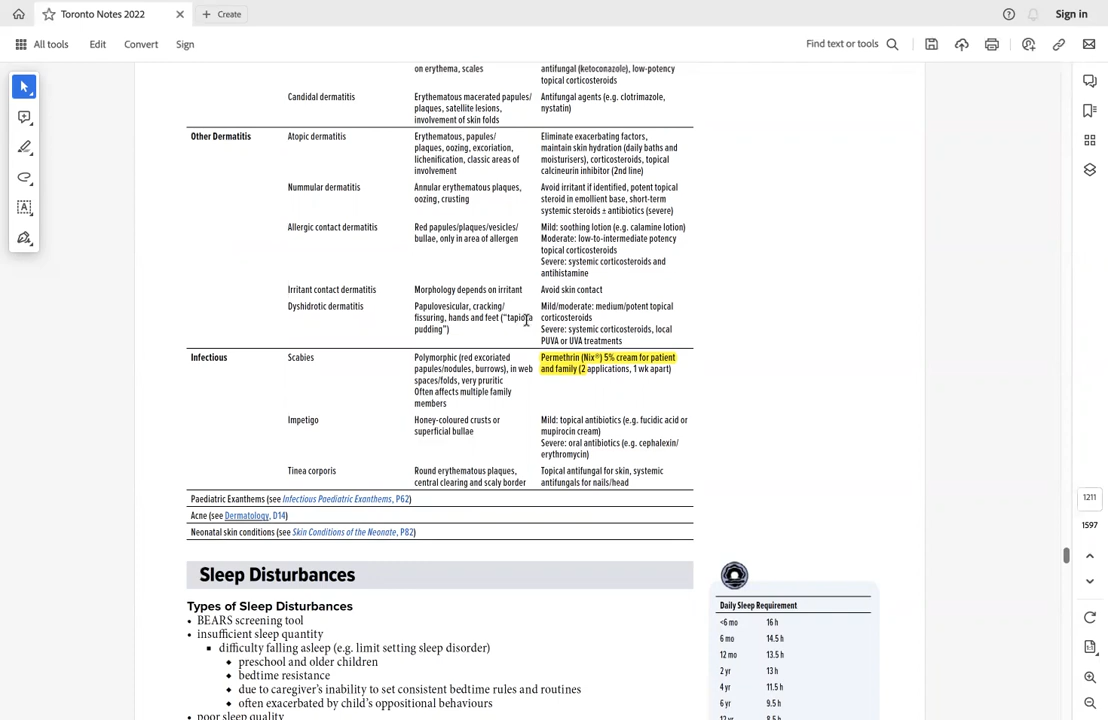 Toronto Notes 2022
Create
Sign in
All tools
Edit
Convert
Sign
Find text or tools
on erythema, scales
antifungal (ketoconazole), low-potency
topical corticosteroids
Candidal dermatitis
Erythematous macerated papules/
plaques, satellite lesions,
involvement of skin folds
Antifungal agents (e.g. clotrimazole,
nystatin)
Other Dermatitis
Atopic dermatitis
Erythematous, papules/
plaques, oozing, excoriation,
lichenification, classic areas of
involvement
Eliminate exacerbating factors,
maintain skin hydration (daily baths and
moisturisers), corticosteroids, topical
calcineurin inhibitor (2nd line)
Nummular dermatitis
Annular erythematous plaques,
oozing, crusting
Avoid irritant if identified, potent topical
steroid in emollient base, short-term
systemic steroids ± antibiotics (severe)
Allergic contact dermatitis
Red papules/plaques/vesicles/
bullae, only in area of allergen
Mild: soothing lotion (e.g. calamine lotion)
Moderate: low-to-intermediate potency
topical corticosteroids
Severe: systemic corticosteroids and
antihistamine
Irritant contact dermatitis
Morphology depends on irritant
Avoid skin contact
Dyshidrotic dermatitis
Papulovesicular, cracking/
fissuring, hands and feet ("tapioca
pudding")
Mild/moderate: medium/potent topical
corticosteroids
Severe: systemic corticosteroids, local
PUVA or UVA treatments
Infectious
Scabies
Polymorphic (red excoriated
papules/nodules, burrows), in web
spaces/folds, very pruritic
Often affects multiple family
members
Permethrin (Nix®) 5% cream for patient
and family (2 applications, 1 wk apart)
Impetigo
Honey-coloured crusts or
superficial bullae
Mild: topical antibiotics (e.g. fucidic acid or
mupirocin cream)
Severe: oral antibiotics (e.g. cephalexin/
erythromycin)
Tinea corporis
Round erythematous plaques,
central clearing and scaly border
Topical antifungal for skin, systemic
antifungals for nails/head
Paediatric Exanthems (see Infectious Paediatric Exanthems, P62)
Acne (see Dermatology, D14)
Neonatal skin conditions (see Skin Conditions of the Neonate, P82)
Sleep Disturbances
Types of Sleep Disturbances
• BEARS screening tool
• insufficient sleep quantity
▪ difficulty falling asleep (e.g. limit setting sleep disorder)
◆ preschool and older children
◆ bedtime resistance
◆ due to caregiver's inability to set consistent bedtime rules and routines
◆ often exacerbated by child's oppositional behaviours
• poor sleep quality
Daily Sleep Requirement
<6 mo 16 h
6 mo 14.5 h
12 mo 13.5 h
2 yr 13 h
4 yr 11.5 h
6 yr 9.5 h
12 yr 8.5 h
1211
1597